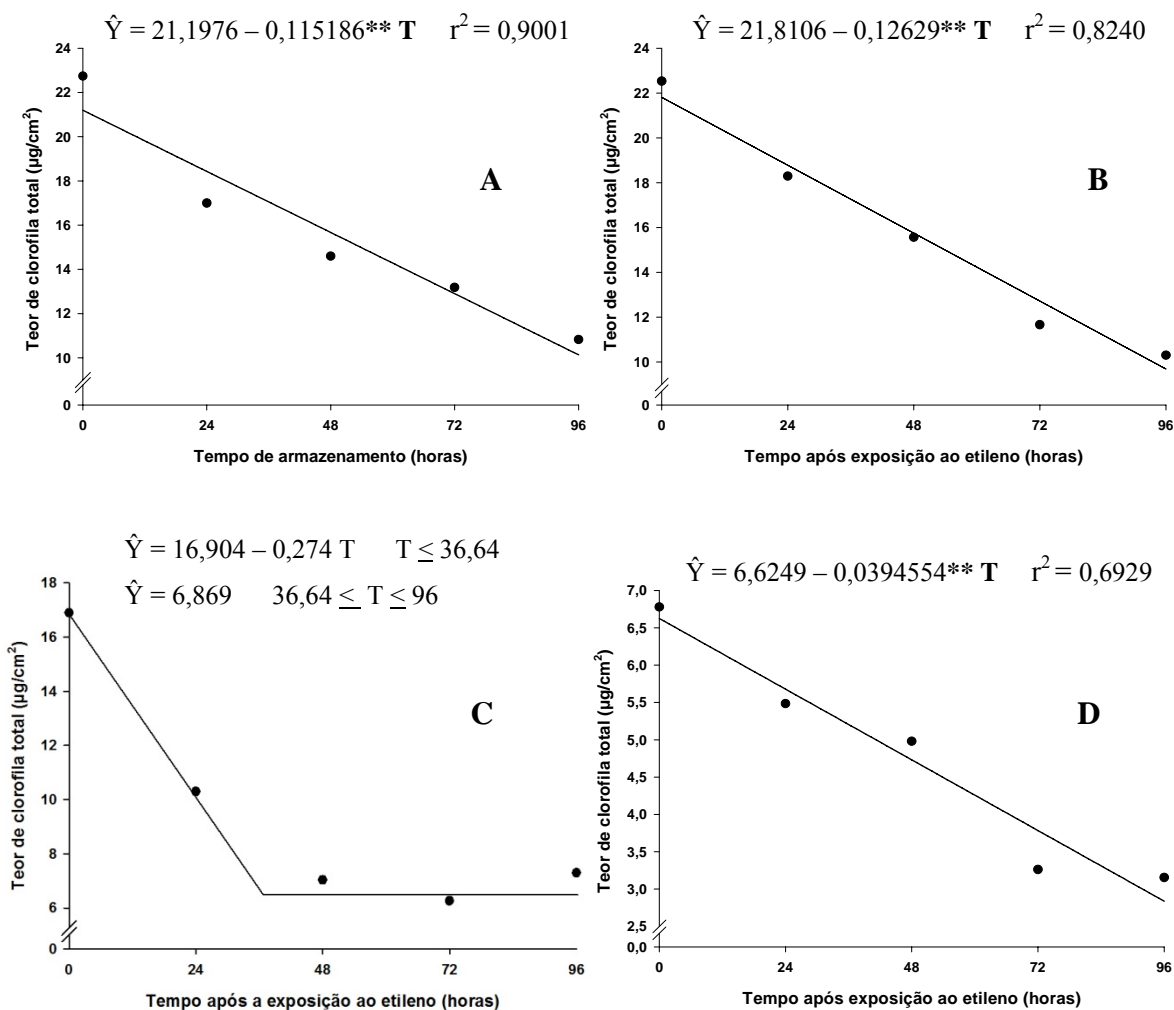 Ŷ = 21,1976 – 0,115186** T r² = 0,9001
24
22
20
18
16
14
12
10
0
Teor de clorofila total (µg/cm²)
A
0 24 48 72 96
Tempo de armazenamento (horas)
Ŷ = 21,8106 – 0,12629** T r² = 0,8240
24
22
20
18
16
14
12
10
0
Teor de clorofila total (µg/cm²)
B
0 24 48 72 96
Tempo após exposição ao etileno (horas)
Ŷ = 16,904 – 0,274 T T ≤ 36,64
Ŷ = 6,869 36,64 ≤ T ≤ 96
18
16
14
12
10
8
6
0
Teor de clorofila total (µg/cm²)
C
0 24 48 72 96
Tempo após a exposição ao etileno (horas)
Ŷ = 6,6249 – 0,0394554** T r² = 0,6929
7,0
6,5
6,0
5,5
5,0
4,5
4,0
3,5
3,0
2,5
0,0
Teor de clorofila total (µg/cm²)
D
0 24 48 72 96
Tempo após exposição ao etileno (horas)